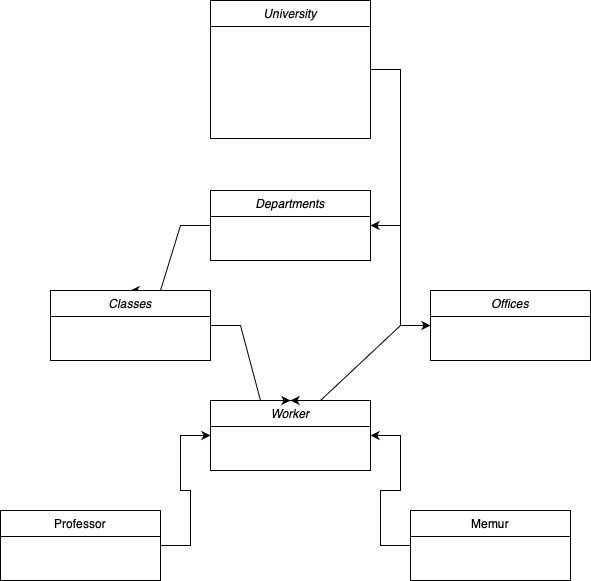 University
Departments
Classes
Offices
Worker
Professor
Memur